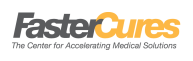 FasterCures
The Center for Accelerating Medical Solutions